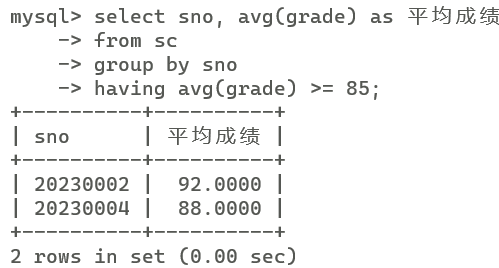 mysql> select sno, avg(grade) as 平均成绩
    -> from sc
    -> group by sno
    -> having avg(grade) >= 85;
+----------+----------+
| sno      | 平均成绩 |
+----------+----------+
| 20230002 |  92.0000 |
| 20230004 |  88.0000 |
+----------+----------+
2 rows in set (0.00 sec)